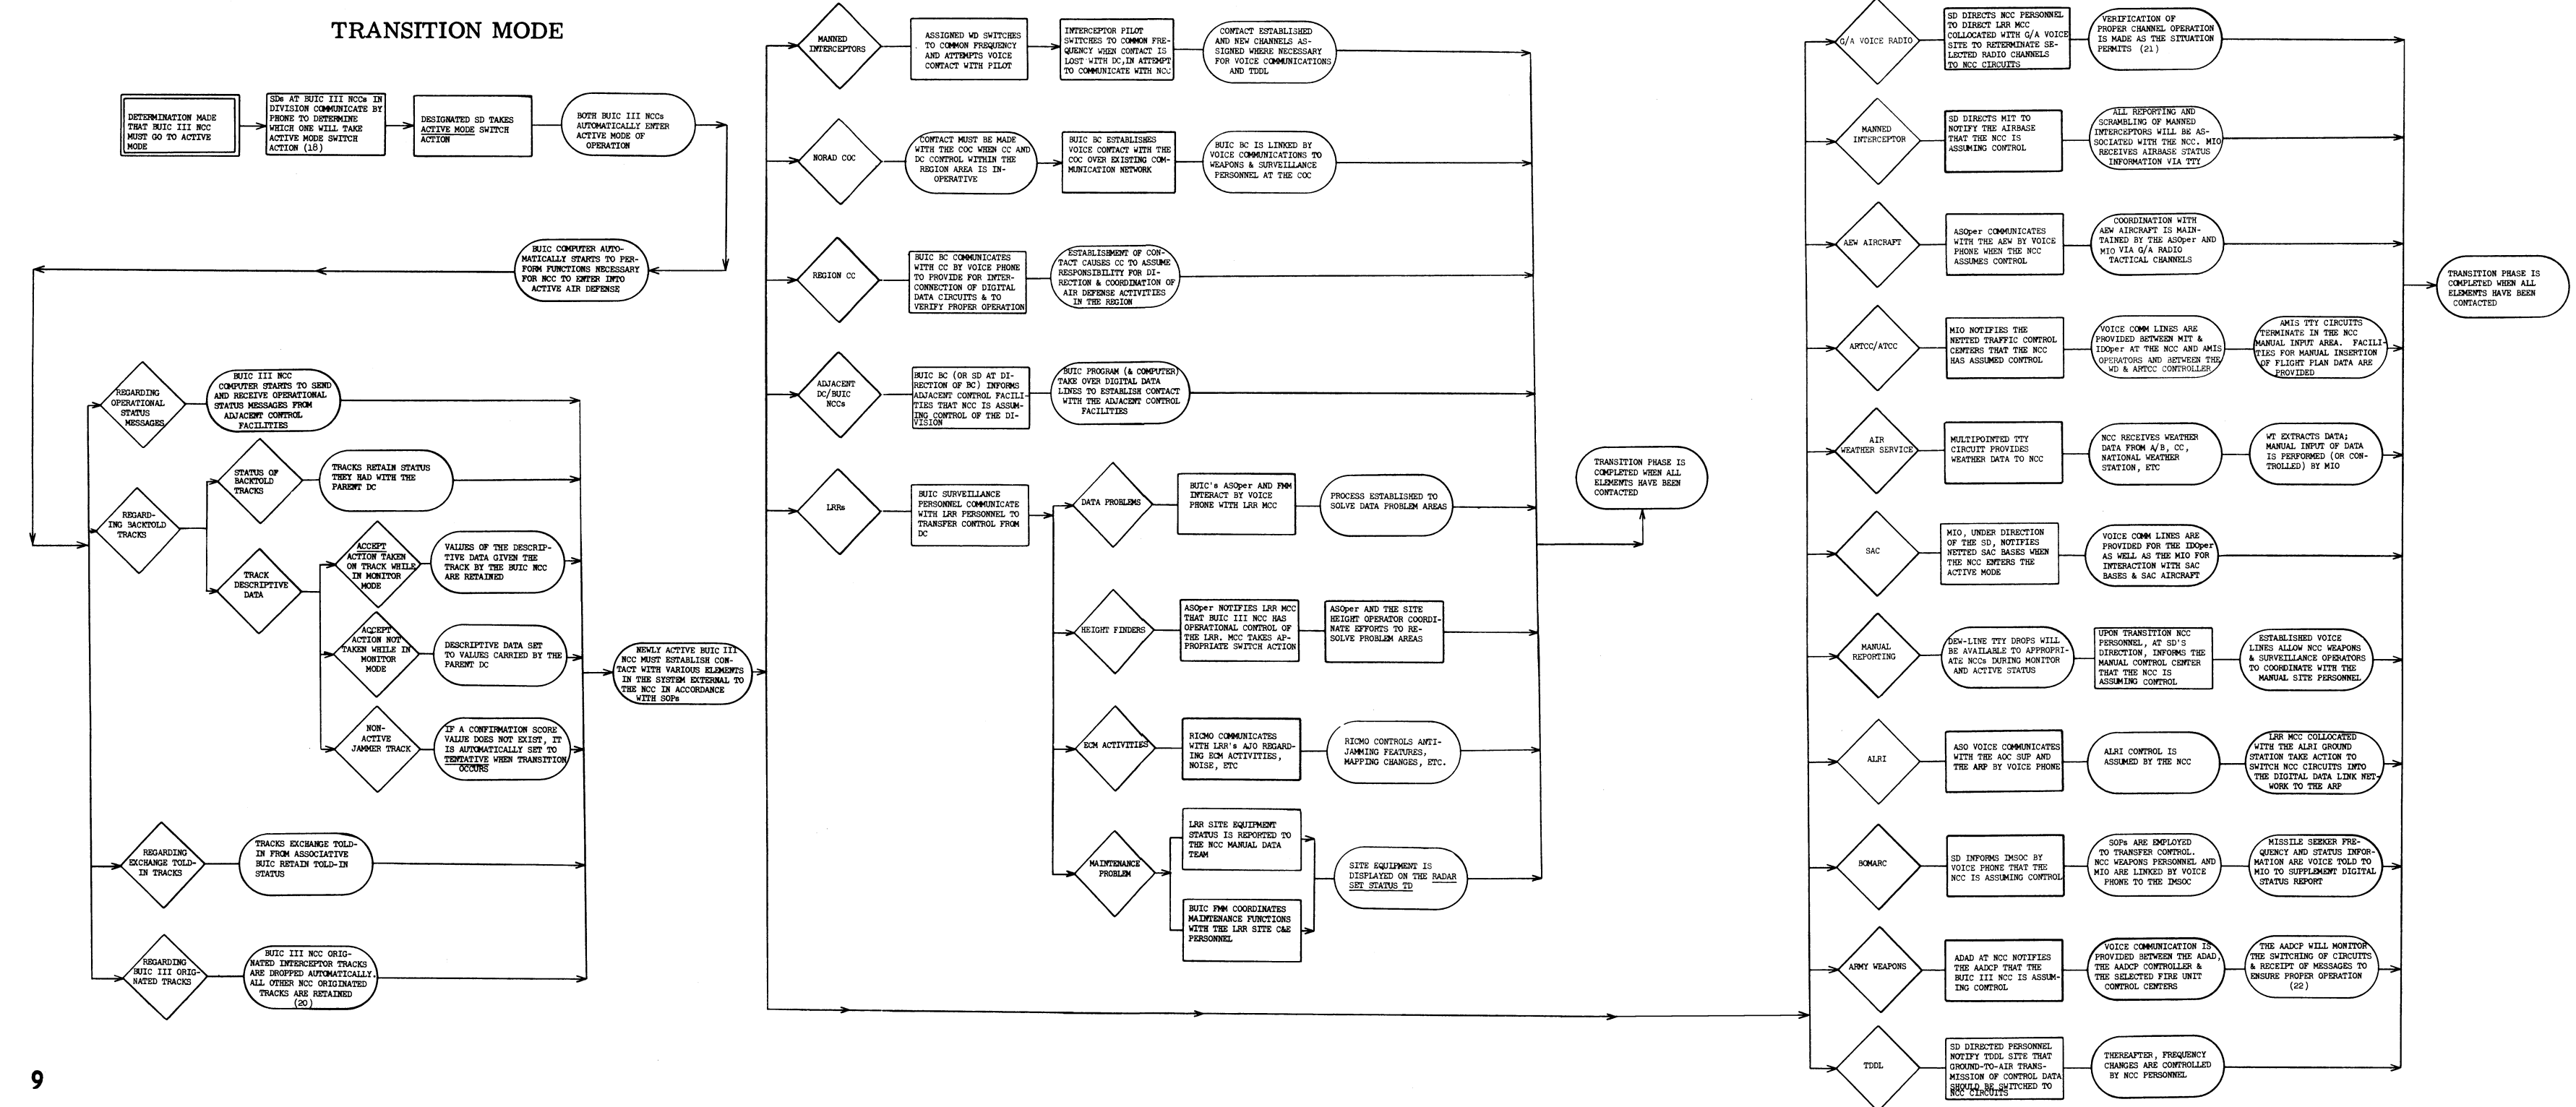 TRANSITION MODE
DETERMINATION MADE
THAT BUIC III NCC
MUST GO TO ACTIVE
MODE
SDs AT BUIC III NCCs IN
DIVISION COMMUNICATE BY
PHONE TO DETERMINE
WHICH ONE WILL TAKE
ACTIVE MODE SWITCH
ACTION (18)
DESIGNATED SD TAKES
ACTIVE MODE SWITCH
ACTION
BOTH BUIC III NCCs
AUTOMATICALLY ENTER
ACTIVE MODE OF
OPERATION
BUIC COMPUTER AUTO-
MATICALLY STARTS TO PER-
FORM FUNCTIONS NECESSARY
FOR NCC TO ENTER INTO
ACTIVE AIR DEFENSE
REGARDING
OPERATIONAL
STATUS
MESSAGES
BUIC III NCC
COMPUTER STARTS TO SEND
AND RECEIVE OPERATIONAL
STATUS MESSAGES FROM
ADJACENT CONTROL
FACILITIES
REGARD-
ING BACKTOLD
TRACKS
STATUS OF
BACKTOLD
TRACKS
TRACKS RETAIN STATUS
THEY HAD WITH THE
PARENT DC
TRACK
DESCRIPTIVE
DATA
ACCEPT
ACTION TAKEN
ON TRACK WHILE
IN MONITOR
MODE
VALUES OF THE DESCRIP-
TIVE DATA GIVEN THE
TRACK BY THE BUIC NCC
ARE RETAINED
ACCEPT
ACTION NOT
TAKEN WHILE IN
MONITOR
MODE
DESCRIPTIVE DATA SET
TO VALUES CARRIED BY THE
PARENT DC
NON-
ACTIVE
JAMMER TRACK
IF A CONFIRMATION SCORE
VALUE DOES NOT EXIST, IT
IS AUTOMATICALLY SET TO
TENTATIVE WHEN TRANSITION
OCCURS
REGARDING
EXCHANGE TOLD-
IN TRACKS
TRACKS EXCHANGE TOLD-
IN FROM ASSOCIATIVE
BUIC RETAIN TOLD-IN
STATUS
REGARDING
BUIC III ORIG-
NATED TRACKS
BUIC III NCC ORIG-
NATED INTERCEPTOR TRACKS
ARE DROPPED AUTOMATICALLY.
ALL OTHER NCC ORIGINATED
TRACKS ARE RETAINED
(20)
NEWLY ACTIVE BUIC III
NCC MUST ESTABLISH CON-
TACT WITH VARIOUS ELEMENTS
IN THE SYSTEM EXTERNAL TO
THE NCC IN ACCORDANCE
WITH SOPs
MANNED
INTERCEPTORS
ASSIGNED WD SWITCHES
TO COMMON FREQUENCY
AND ATTEMPTS VOICE
CONTACT WITH PILOT
INTERCEPTOR PILOT
SWITCHES TO COMMON FRE-
QUENCY WHEN CONTACT IS
LOST WITH DC, IN ATTEMPT
TO COMMUNICATE WITH NCC
CONTACT ESTABLISHED
AND NEW CHANNELS AS-
SIGNED WHERE NECESSARY
FOR VOICE COMMUNICATIONS
AND TDDL
NORAD COC
CONTACT MUST BE MADE
WITH THE COC WHEN CC AND
DC CONTROL WITHIN THE
REGION AREA IS IN-
OPERATIVE
BUIC BC ESTABLISHES
VOICE CONTACT WITH THE
COC OVER EXISTING COM-
MUNICATION NETWORK
BUIC BC IS LINKED BY
VOICE COMMUNICATIONS TO
WEAPONS & SURVEILLANCE
PERSONNEL AT THE COC
REGION CC
BUIC BC COMMUNICATES
WITH CC BY VOICE PHONE
TO PROVIDE FOR INTER-
CONNECTION OF DIGITAL
DATA CIRCUITS & TO
VERIFY PROPER OPERATION
ESTABLISHMENT OF CON-
TACT CAUSES CC TO ASSUME
RESPONSIBILITY FOR DI-
RECTION & COORDINATION OF
AIR DEFENSE ACTIVITIES
IN THE REGION
ADJACENT
DC/BUIC
NCCs
BUIC BC (OR SD AT DI-
RECTION OF BC) INFORMS
ADJACENT CONTROL FACILI-
TIES THAT NCC IS ASSUM-
ING CONTROL OF THE DI-
VISION
BUIC PROGRAM (& COMPUTER)
TAKE OVER DIGITAL DATA
LINES TO ESTABLISH CONTACT
WITH THE ADJACENT CONTROL
FACILITIES
LRRs
BUIC SURVEILLANCE
PERSONNEL COMMUNICATE
WITH LRR PERSONNEL TO
TRANSFER CONTROL FROM
DC
DATA PROBLEMS
BUIC's ASOper AND FMM
INTERACT BY VOICE
PHONE WITH LRR MCC
PROCESS ESTABLISHED TO
SOLVE DATA PROBLEM AREAS
HEIGHT FINDERS
ASOper NOTIFIES LRR MCC
THAT BUIC III NCC HAS
OPERATIONAL CONTROL OF
THE LRR. MCC TAKES AP-
PROPRIATE SWITCH ACTION
ASOper AND THE SITE
HEIGHT OPERATOR COORDI-
NATE EFFORTS TO RE-
SOLVE PROBLEM AREAS
ECM ACTIVITIES
RICMO COMMUNICATES
WITH LRR's AJO REGARD-
ING ECM ACTIVITIES,
NOISE, ETC
RICMO CONTROLS ANTI-
JAMMING FEATURES,
MAPPING CHANGES, ETC.
MAINTENANCE
PROBLEM
LRR SITE EQUIPMENT
STATUS IS REPORTED TO
THE NCC MANUAL DATA
TEAM
BUIC FMM COORDINATES
MAINTENANCE FUNCTIONS
WITH THE LRR SITE C&E
PERSONNEL
SITE EQUIPMENT IS
DISPLAYED ON THE RADAR
SET STATUS TD
TRANSITION PHASE IS
COMPLETED WHEN ALL
ELEMENTS HAVE BEEN
CONTACTED
G/A VOICE RADIO
SD DIRECTS NCC PERSONNEL
TO DIRECT LRR MCC
COLLOCATED WITH G/A VOICE
SITE TO RETERMINATE SE-
LECTED RADIO CHANNELS
TO NCC CIRCUITS
VERIFICATION OF
PROPER CHANNEL OPERATION
IS MADE AS THE SITUATION
PERMITS (21)
MANNED
INTERCEPTOR
SD DIRECTS MIT TO
NOTIFY THE AIRBASE
THAT THE NCC IS
ASSUMING CONTROL
ALL REPORTING AND
SCRAMBLING OF MANNED
INTERCEPTORS WILL BE AS-
SOCIATED WITH THE NCC. MIO
RECEIVES AIRBASE STATUS
INFORMATION VIA TTY
AEW AIRCRAFT
ASOper COMMUNICATES
WITH THE AEW BY VOICE
PHONE WHEN THE NCC
ASSUMES CONTROL
COORDINATION WITH
AEW AIRCRAFT IS MAIN-
TAINED BY THE ASOper AND
MIO VIA G/A RADIO
TACTICAL CHANNELS
ARTCC/ATCC
MIO NOTIFIES THE
NETTED TRAFFIC CONTROL
CENTERS THAT THE NCC
HAS ASSUMED CONTROL
VOICE COMM LINES ARE
PROVIDED BETWEEN MIT &
IDOper AT THE NCC AND AMIS
OPERATORS AND BETWEEN THE
WD & ARTCC CONTROLLER
AMIS TTY CIRCUITS
TERMINATE IN THE NCC
MANUAL INPUT AREA. FACILI-
TIES FOR MANUAL INSERTION
OF FLIGHT PLAN DATA ARE
PROVIDED
AIR
WEATHER SERVICE
MULTIPOINTED TTY
CIRCUIT PROVIDES
WEATHER DATA TO NCC
NCC RECEIVES WEATHER
DATA FROM A/B, CC,
NATIONAL WEATHER
STATION, ETC
WT EXTRACTS DATA;
MANUAL INPUT OF DATA
IS PERFORMED (OR CON-
TROLLED) BY MIO
SAC
MIO, UNDER DIRECTION
OF THE SD, NOTIFIES
NETTED SAC BASES WHEN
THE NCC ENTERS THE
ACTIVE MODE
VOICE COMM LINES ARE
PROVIDED FOR THE IDOper
AS WELL AS THE MIO FOR
INTERACTION WITH SAC
BASES & SAC AIRCRAFT
MANUAL
REPORTING
DEW-LINE TTY DROPS WILL
BE AVAILABLE TO APPROPRI-
ATE NCCs DURING MONITOR
AND ACTIVE STATUS
UPON TRANSITION NCC
PERSONNEL, AT SD'S
DIRECTION, INFORMS THE
MANUAL CONTROL CENTER
THAT THE NCC IS
ASSUMING CONTROL
ESTABLISHED VOICE
LINES ALLOW NCC WEAPONS
& SURVEILLANCE OPERATORS
TO COORDINATE WITH THE
MANUAL SITE PERSONNEL
ALRI
ASO VOICE COMMUNICATES
WITH THE AOC SUP AND
THE ARP BY VOICE PHONE
ALRI CONTROL IS
ASSUMED BY THE NCC
LRR MCC COLLOCATED
WITH THE ALRI GROUND
STATION TAKE ACTION TO
SWITCH NCC CIRCUITS INTO
THE DIGITAL DATA LINK NET-
WORK TO THE ARP
BOMARC
SD INFORMS IMSOC BY
VOICE PHONE THAT THE
NCC IS ASSUMING CONTROL
SOPs ARE EMPLOYED
TO TRANSFER CONTROL.
NCC WEAPONS PERSONNEL AND
MIO ARE LINKED BY VOICE
PHONE TO THE IMSOC
MISSILE SEEKER FRE-
QUENCY AND STATUS INFOR-
MATION ARE VOICE TOLD TO
MIO TO SUPPLEMENT DIGITAL
STATUS REPORT
ARMY WEAPONS
ADAD AT NCC NOTIFIES
THE AADCP THAT THE
BUIC III NCC IS ASSUM-
ING CONTROL
VOICE COMMUNICATION IS
PROVIDED BETWEEN THE ADAD,
THE AADCP CONTROLLER &
THE SELECTED FIRE UNIT
CONTROL CENTERS
THE AADCP WILL MONITOR
THE SWITCHING OF CIRCUITS
& RECEIPT OF MESSAGES TO
ENSURE PROPER OPERATION
(22)
TDDL
SD DIRECTED PERSONNEL
NOTIFY TDDL SITE THAT
GROUND-TO-AIR TRANS-
MISSION OF CONTROL DATA
SHOULD BE SWITCHED TO
NCC CIRCUITS
THEREAFTER, FREQUENCY
CHANGES ARE CONTROLLED
BY NCC PERSONNEL
TRANSITION PHASE IS
COMPLETED WHEN ALL
ELEMENTS HAVE BEEN
CONTACTED
9